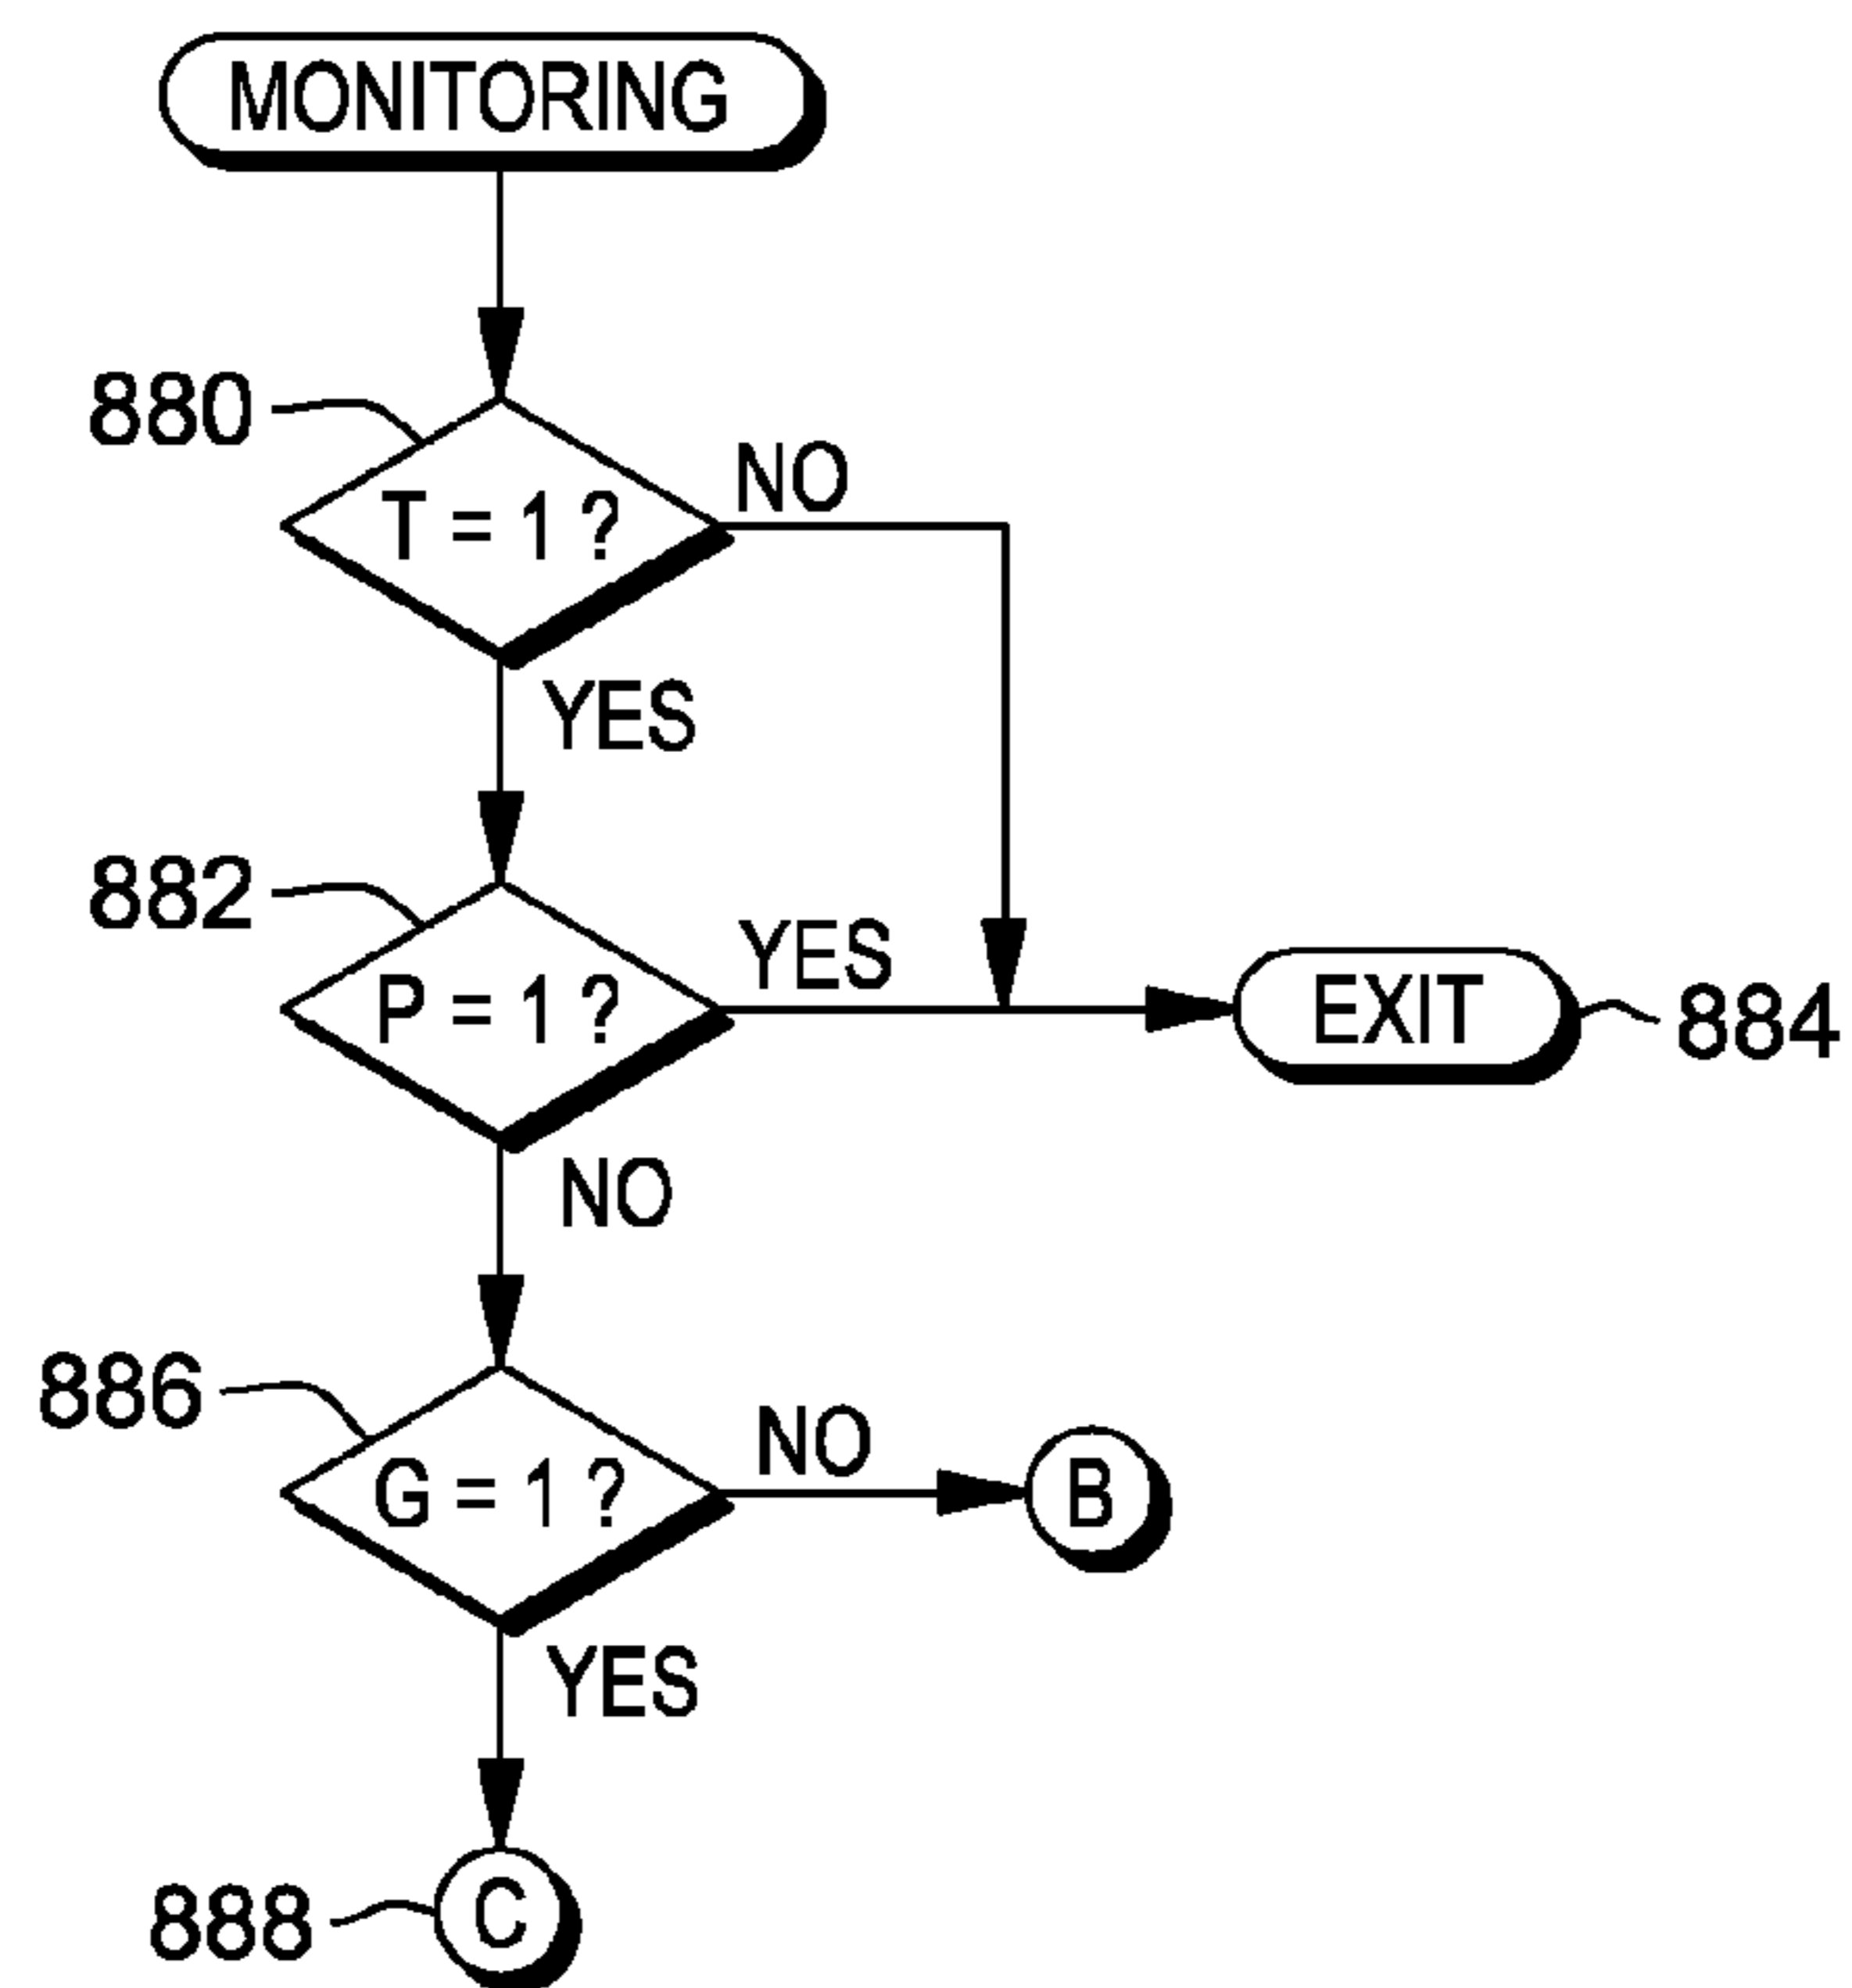 MONITORING
880
T = 1 ?
NO
YES
882
P = 1 ?
YES
EXIT
884
NO
886
G = 1 ?
NO
B
YES
888
C